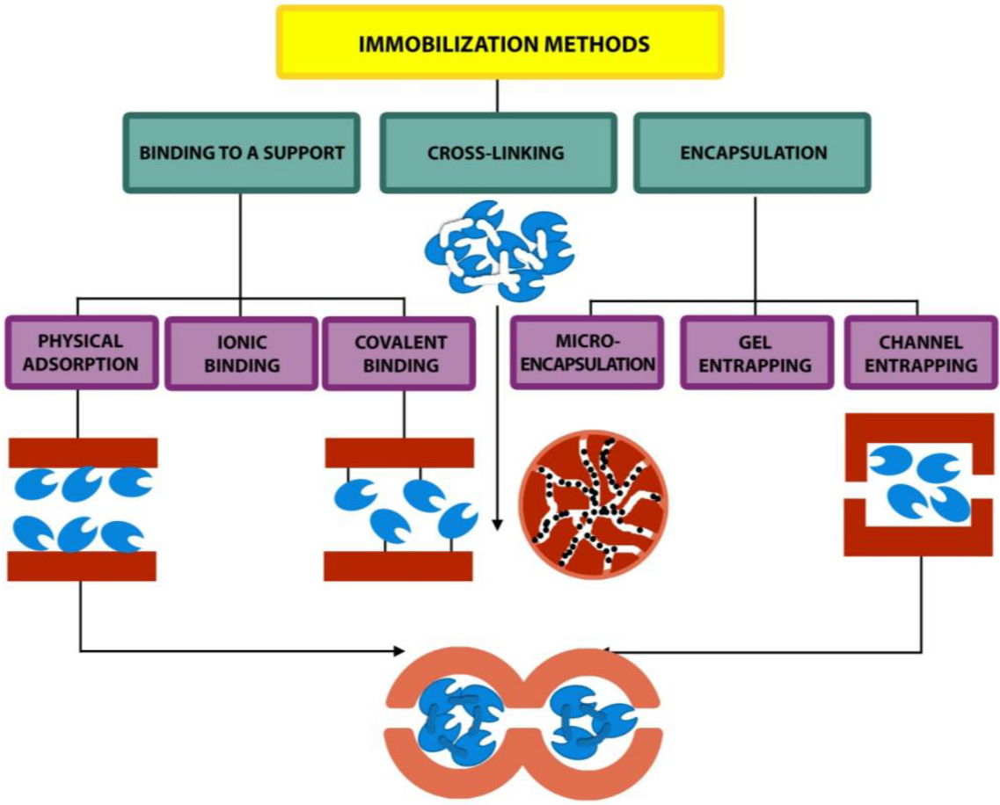 IMMOBILIZATION METHODS
BINDING TO A SUPPORT
CROSS-LINKING
ENCAPSULATION
PHYSICAL
ADSORPTION
IONIC
BINDING
COVALENT
BINDING
MICRO-
ENCAPSULATION
GEL
ENTRAPPING
CHANNEL
ENTRAPPING